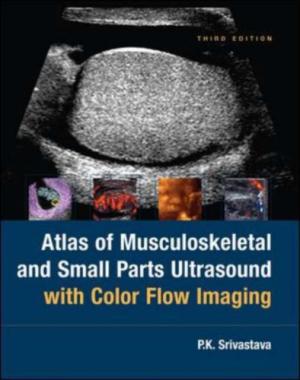 THIRD EDITION
Atlas of Musculoskeletal
and Small Parts Ultrasound
with Color Flow Imaging
P.K. Srivastava